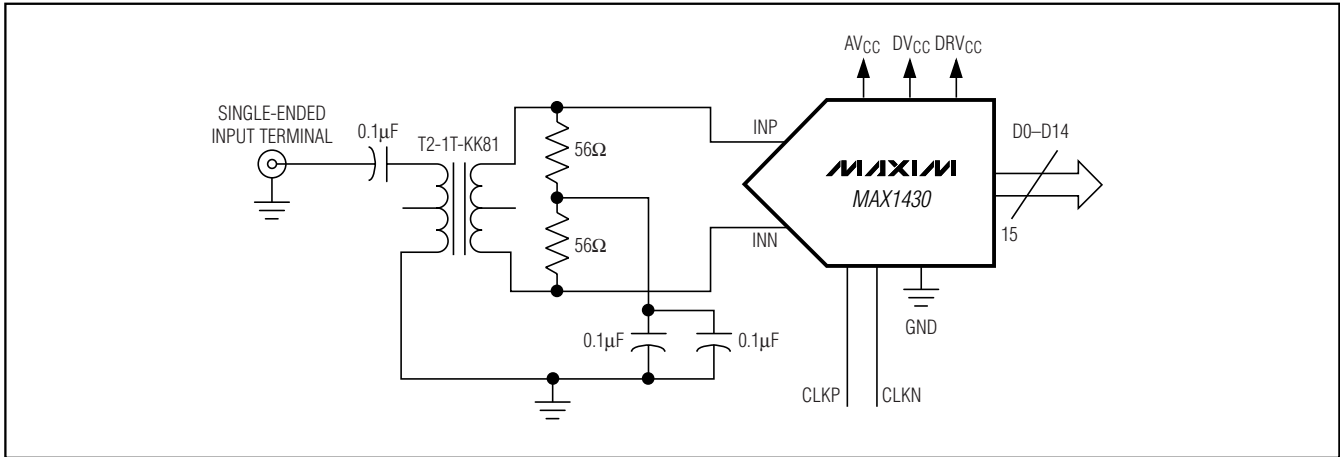 SINGLE-ENDED
INPUT TERMINAL
0.1µF
T2-1T-KK81
56Ω
56Ω
0.1µF
0.1µF
INP
INN
AVCC
DVCC
DRVCC
MAXIM
MAX1430
D0–D14
15
GND
CLKP
CLKN